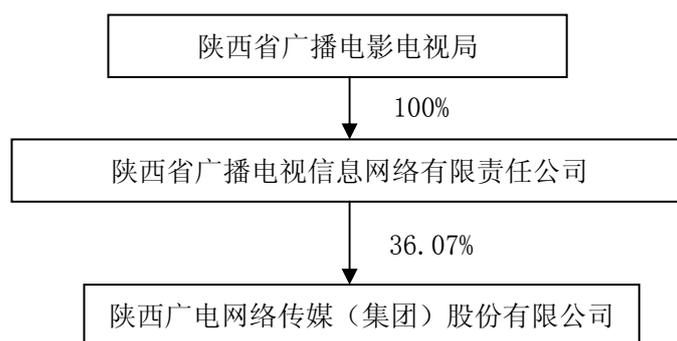 陕西省广播电影电视局
100%
陕西省广播电视信息网络有限责任公司
36.07%
陕西广电网络传媒（集团）股份有限公司